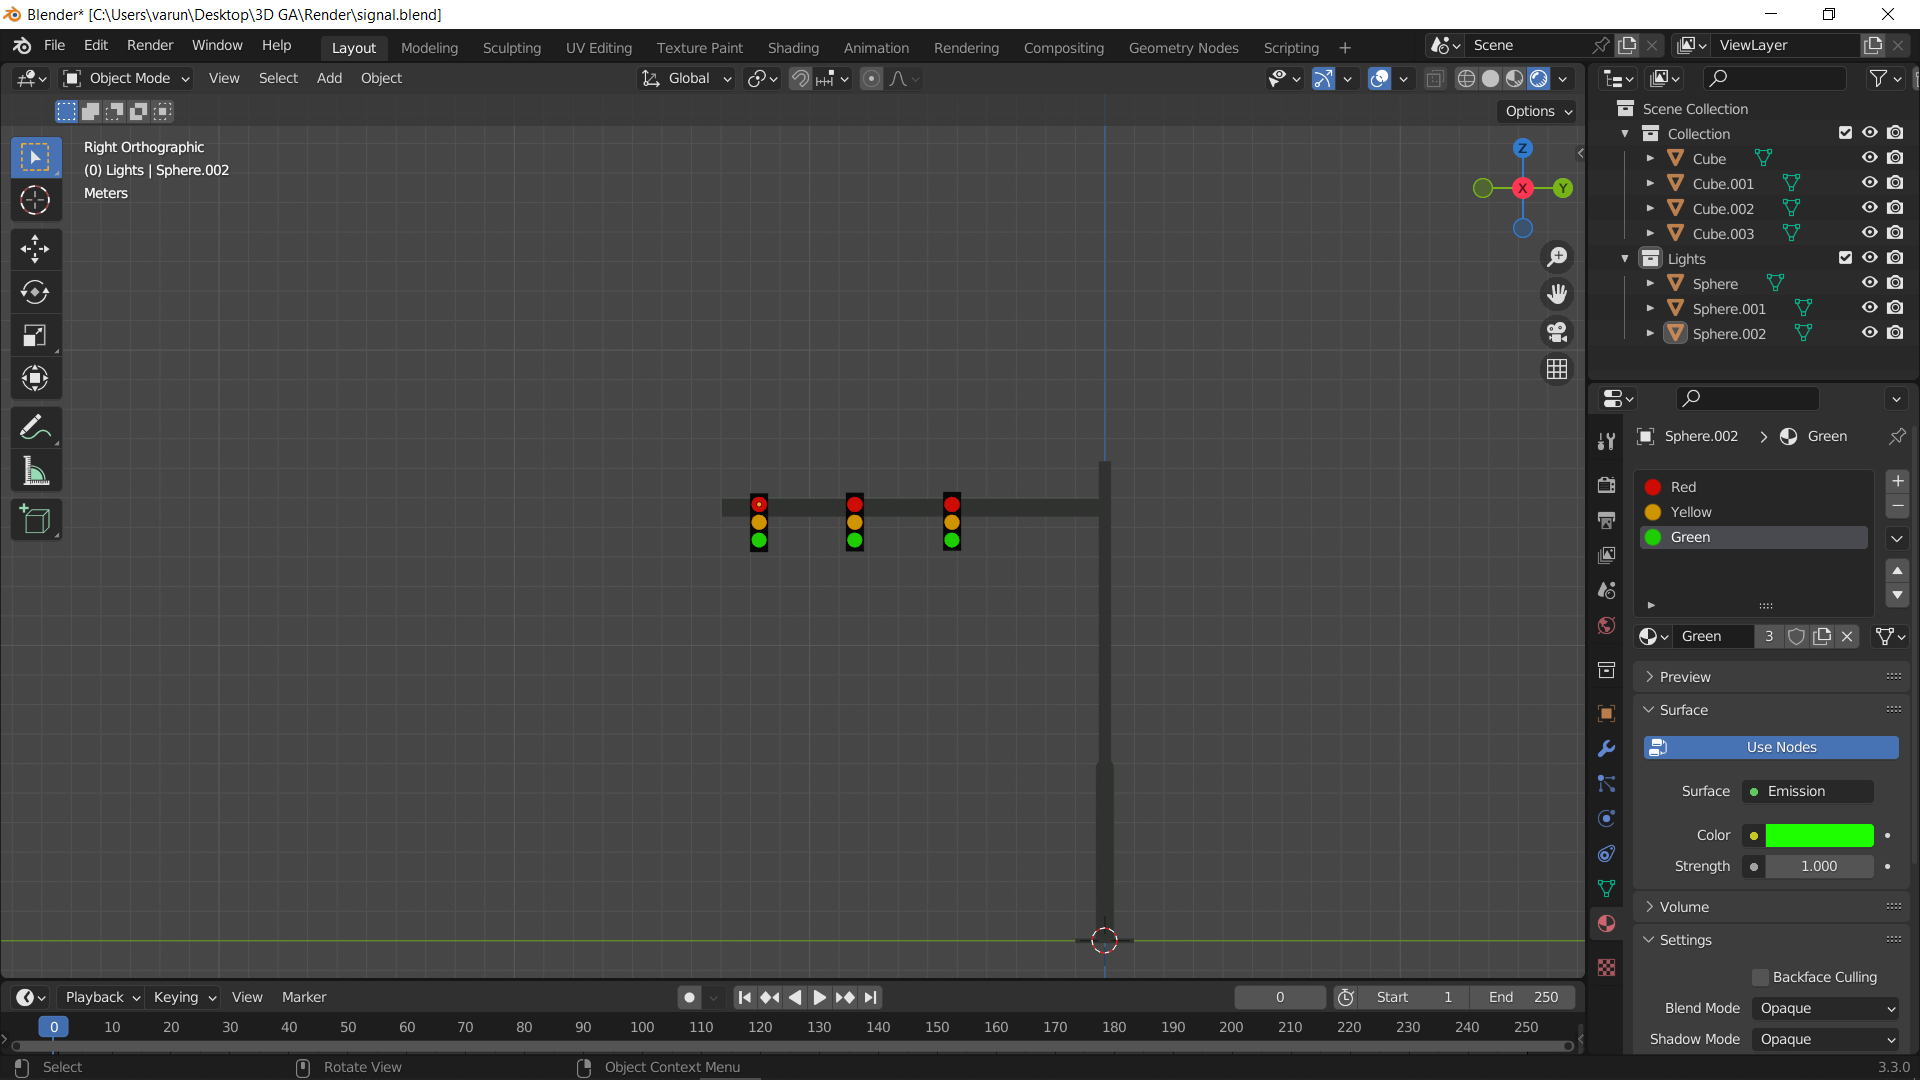 Blender* [C:\Users\varun\Desktop\3D GA\Render\signal.blend]
File Edit Render Window Help Layout Modeling Sculpting UV Editing Texture Paint Shading Animation Rendering Compositing Geometry Nodes Scripting + Scene ViewLayer
Object Mode View Select Add Object Global
Options
Right Orthographic
(0) Lights | Sphere.002
Meters
Z
X
Y
Scene Collection
Collection
Cube
Cube.001
Cube.002
Cube.003
Lights
Sphere
Sphere.001
Sphere.002
Sphere.002 > Green
Red
Yellow
Green
Green 3
Preview
Surface
Use Nodes
Surface Emission
Color
Strength 1.000
Volume
Settings
Backface Culling
Blend Mode Opaque
Shadow Mode Opaque
Playback Keying View Marker 0 Start 1 End 250
0 10 20 30 40 50 60 70 80 90 100 110 120 130 140 150 160 170 180 190 200 210 220 230 240 250
Select Rotate View Object Context Menu 3.3.0